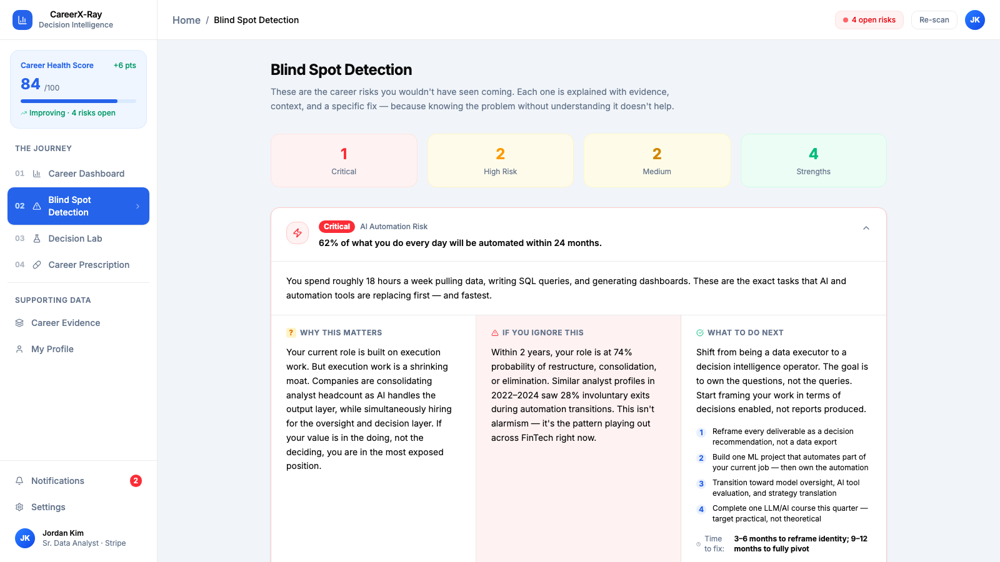 CareerX-Ray
Decision Intelligence
Career Health Score
+6 pts
84 /100
Improving · 4 risks open
THE JOURNEY
01 Career Dashboard
02 Blind Spot
Detection
03 Decision Lab
04 Career Prescription
SUPPORTING DATA
Career Evidence
My Profile
Notifications 2
Settings
JK
Jordan Kim
Sr. Data Analyst · Stripe
Home / Blind Spot Detection
4 open risks
Re-scan
JK
Blind Spot Detection
These are the career risks you wouldn't have seen coming. Each one is explained with evidence,
context, and a specific fix — because knowing the problem without understanding it doesn't help.
1
Critical
2
High Risk
2
Medium
4
Strengths
Critical AI Automation Risk
62% of what you do every day will be automated within 24 months.
You spend roughly 18 hours a week pulling data, writing SQL queries, and generating dashboards. These are the exact tasks that AI and
automation tools are replacing first — and fastest.
? WHY THIS MATTERS
Your current role is built on execution
work. But execution work is a shrinking
moat. Companies are consolidating
analyst headcount as AI handles the
output layer, while simultaneously hiring
for the oversight and decision layer. If
your value is in the doing, not the
deciding, you are in the most exposed
position.
IF YOU IGNORE THIS
Within 2 years, your role is at 74%
probability of restructure, consolidation,
or elimination. Similar analyst profiles in
2022–2024 saw 28% involuntary exits
during automation transitions. This isn't
alarmism — it's the pattern playing out
across FinTech right now.
WHAT TO DO NEXT
Shift from being a data executor to a
decision intelligence operator. The goal is
to own the questions, not the queries.
Start framing your work in terms of
decisions enabled, not reports produced.
1 Reframe every deliverable as a decision
recommendation, not a data export
2 Build one ML project that automates part of
your current job — then own the automation
3 Transition toward model oversight, AI tool
evaluation, and strategy translation
4 Complete one LLM/AI course this quarter —
target practical, not theoretical
Time to fix:
3–6 months to reframe identity; 9–12
months to fully pivot